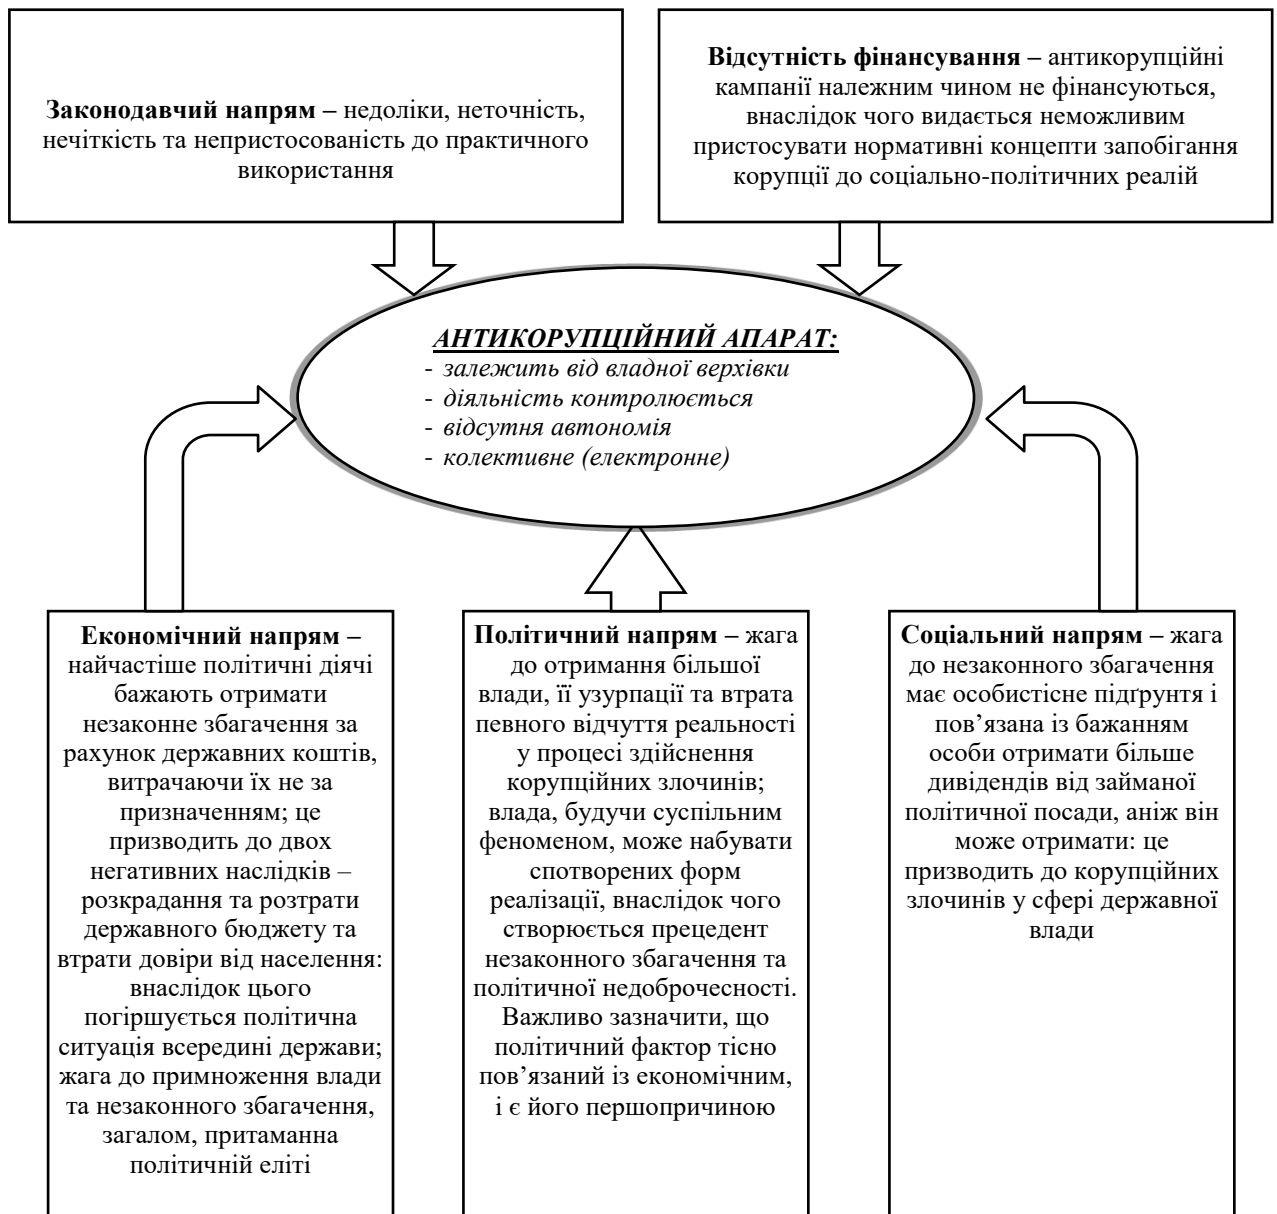 Законодавчий напрям – недоліки, неточність,
нечіткість та непристосованість до практичного
використання
Відсутність фінансування – антикорупційні
кампанії належним чином не фінансуються,
внаслідок чого видається неможливим
пристосувати нормативні концепти запобігання
корупції до соціально-політичних реалій
АНТИКОРУПЦІЙНИЙ АПАРАТ:
- залежить від владної верхівки
- діяльність контролюється
- відсутня автономія
- колективне (електронне)
Економічний напрям –
найчастіше політичні діячі
бажають отримати
незаконне збагачення за
рахунок державних коштів,
витрачаючи їх не за
призначенням; це
призводить до двох
негативних наслідків –
розкрадання та розтрати
державного бюджету та
втрати довіри від населення:
внаслідок цього
погіршується політична
ситуація всередині держави;
жага до примноження влади
та незаконного збагачення,
загалом, притаманна
політичній еліті
Політичний напрям – жага
до отримання більшої
влади, її узурпації та втрата
певного відчуття реальності
у процесі здійснення
корупційних злочинів;
влада, будучи суспільним
феноменом, може набувати
спотворених форм
реалізації, внаслідок чого
створюється прецедент
незаконного збагачення та
політичної недоброчесності.
Важливо зазначити, що
політичний фактор тісно
пов’язаний із економічним,
і є його першопричиною
Соціальний напрям – жага
до незаконного збагачення
має особистісне підґрунтя і
пов’язана із бажанням
особи отримати більше
дивідендів від займаної
політичної посади, аніж він
може отримати: це
призводить до корупційних
злочинів у сфері державної
влади